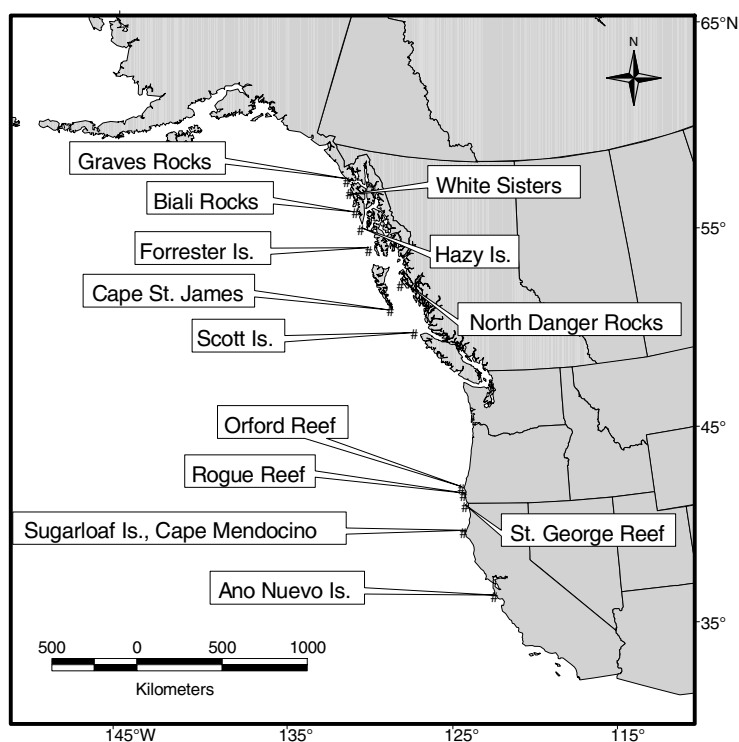 65°N
N
Graves Rocks
White Sisters
Biali Rocks
55°
Forrester Is.
Hazy Is.
Cape St. James
North Danger Rocks
Scott Is.
Orford Reef
45°
Rogue Reef
Sugarloaf Is., Cape Mendocino
St. George Reef
Ano Nuevo Is.
35°
500 0 500 1000
Kilometers
145°W 135° 125° 115°